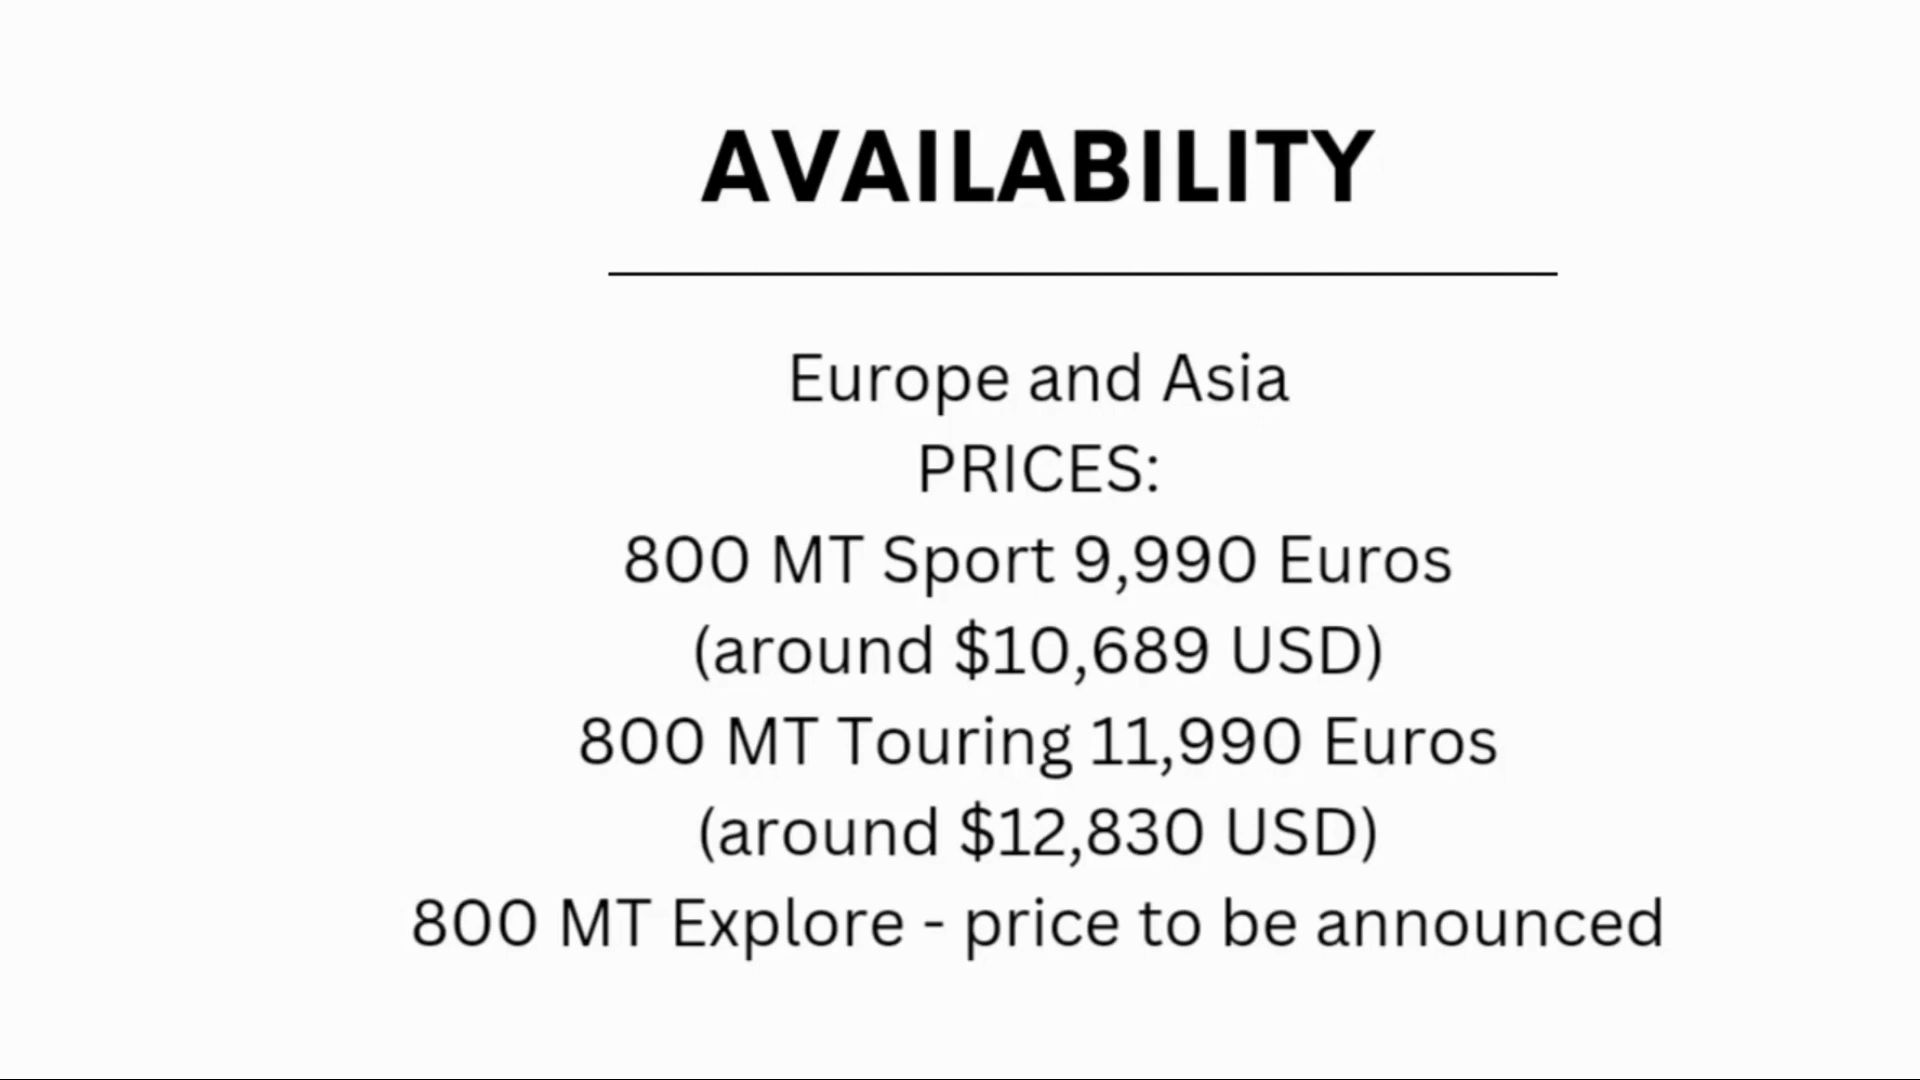 AVAILABILITY
Europe and Asia
PRICES:
800 MT Sport 9,990 Euros
(around $10,689 USD)
800 MT Touring 11,990 Euros
(around $12,830 USD)
800 MT Explore - price to be announced